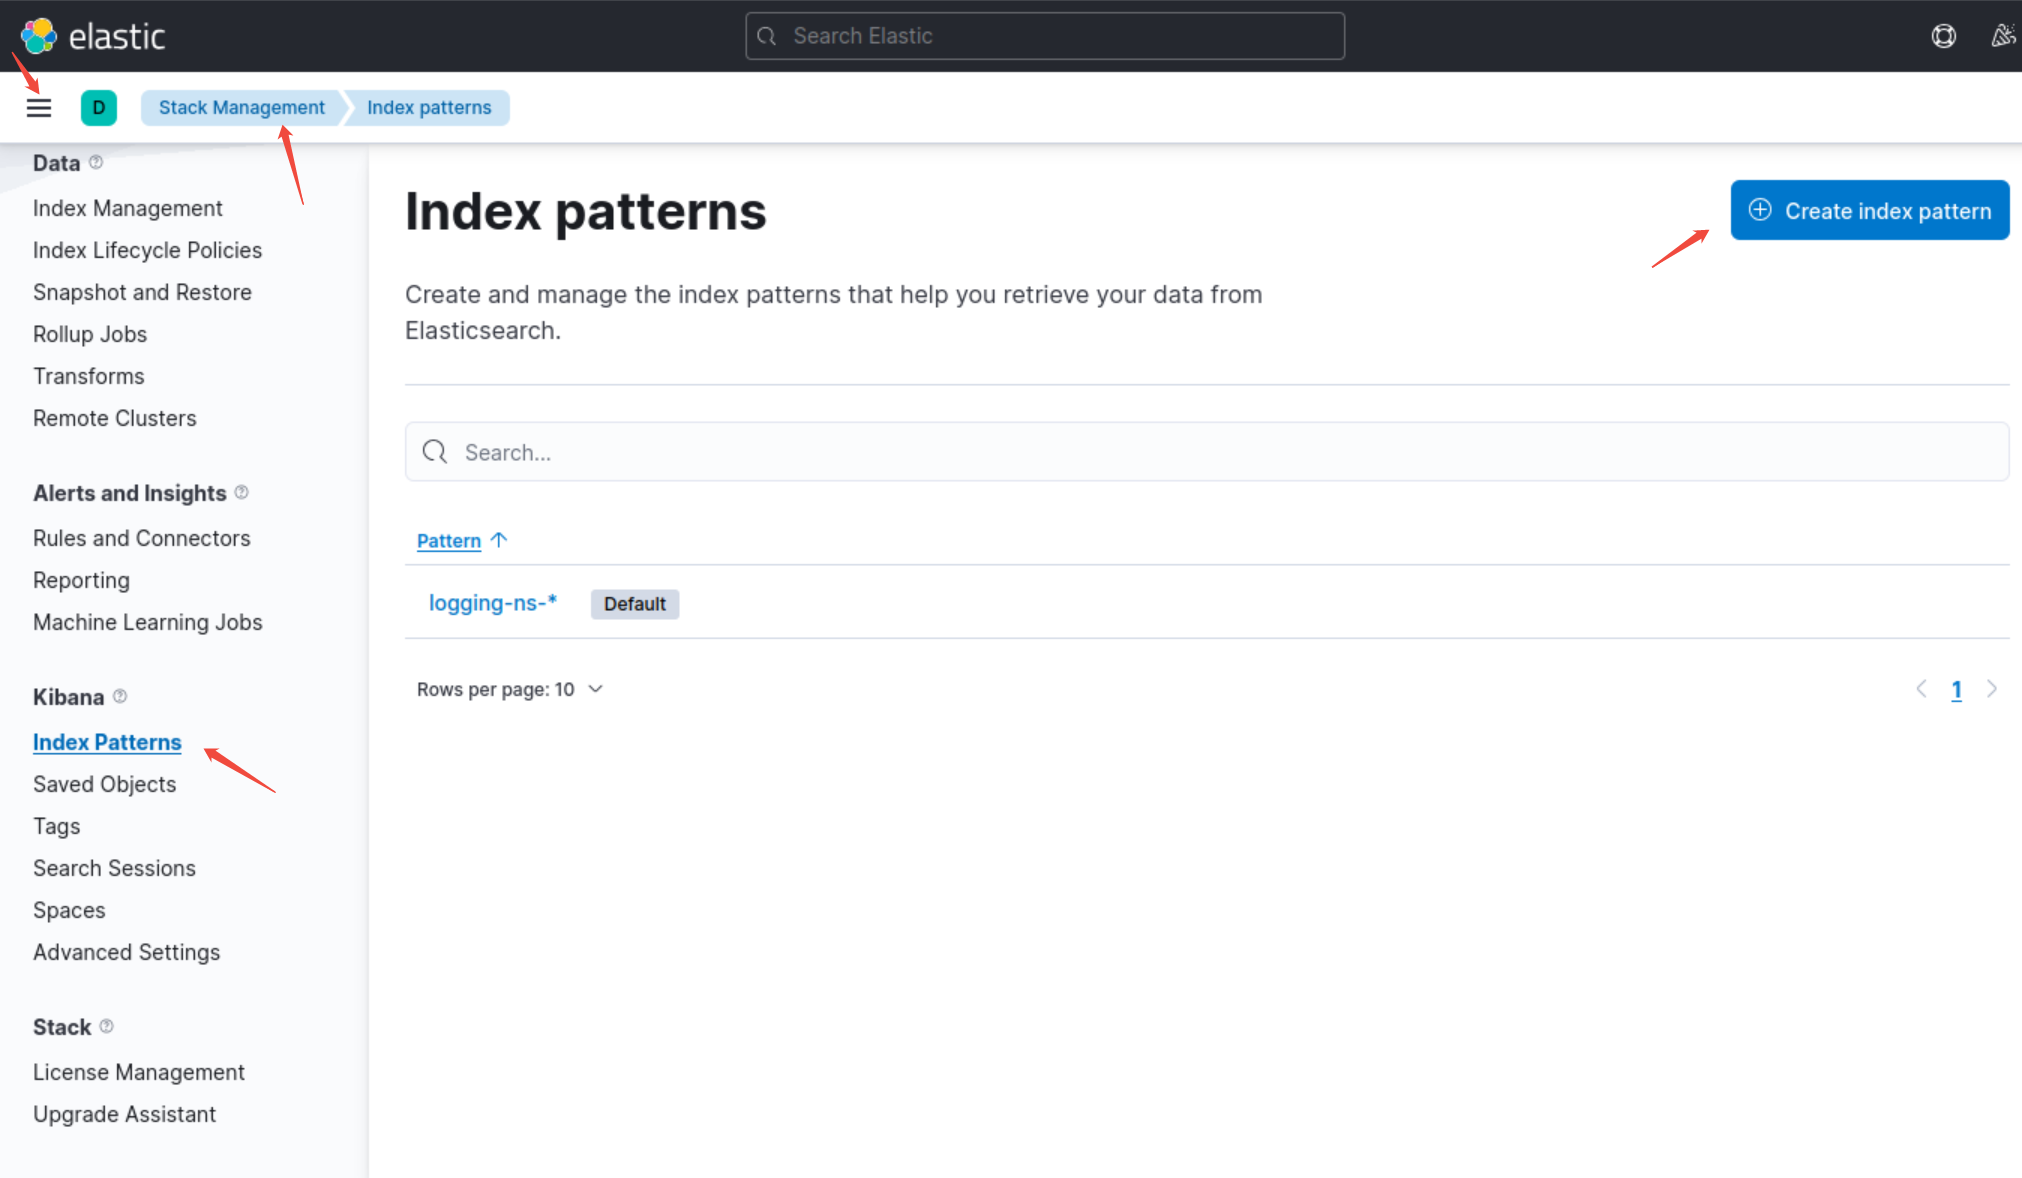 elastic
Search Elastic
D
Stack Management
Index patterns
Data
Index Management
Index Lifecycle Policies
Snapshot and Restore
Rollup Jobs
Transforms
Remote Clusters
Alerts and Insights
Rules and Connectors
Reporting
Machine Learning Jobs
Kibana
Index Patterns
Saved Objects
Tags
Search Sessions
Spaces
Advanced Settings
Stack
License Management
Upgrade Assistant
Index patterns
Create index pattern
Create and manage the index patterns that help you retrieve your data from
Elasticsearch.
Search...
Pattern
logging-ns-* Default
Rows per page: 10
1